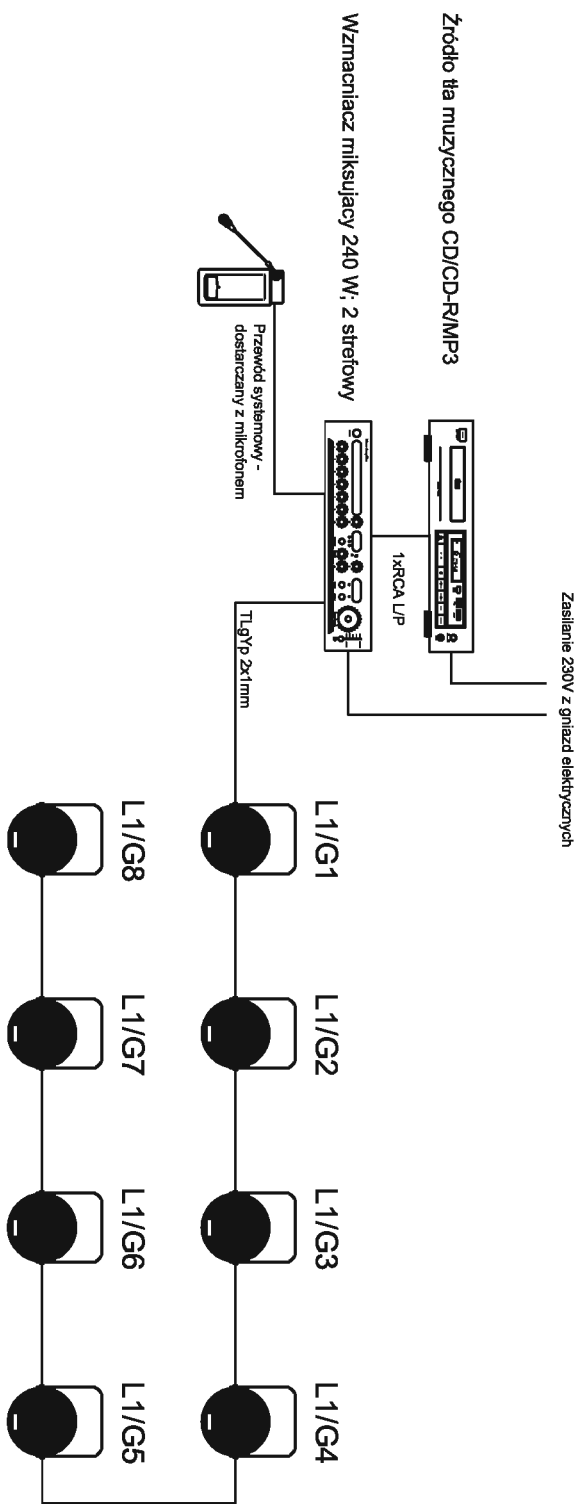 Zasilanie 230V z gniazd elektrycznych
Źródło tła muzycznego CD/CD-R/MP3
1xRCA L/P
Wzmacniacz miksujacy 240 W; 2 strefowy
Przewód systemowy -
dostarczany z mikrofonem
TLgYp 2x1mm
L1/G1
L1/G2
L1/G3
L1/G4
L1/G8
L1/G7
L1/G6
L1/G5